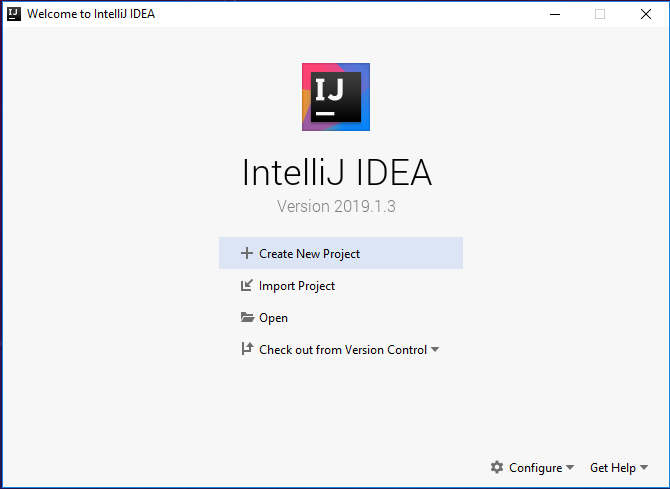 Welcome to IntelliJ IDEA
IJ
IJ
IntelliJ IDEA
Version 2019.1.3
Create New Project
Import Project
Open
Check out from Version Control
Configure Get Help